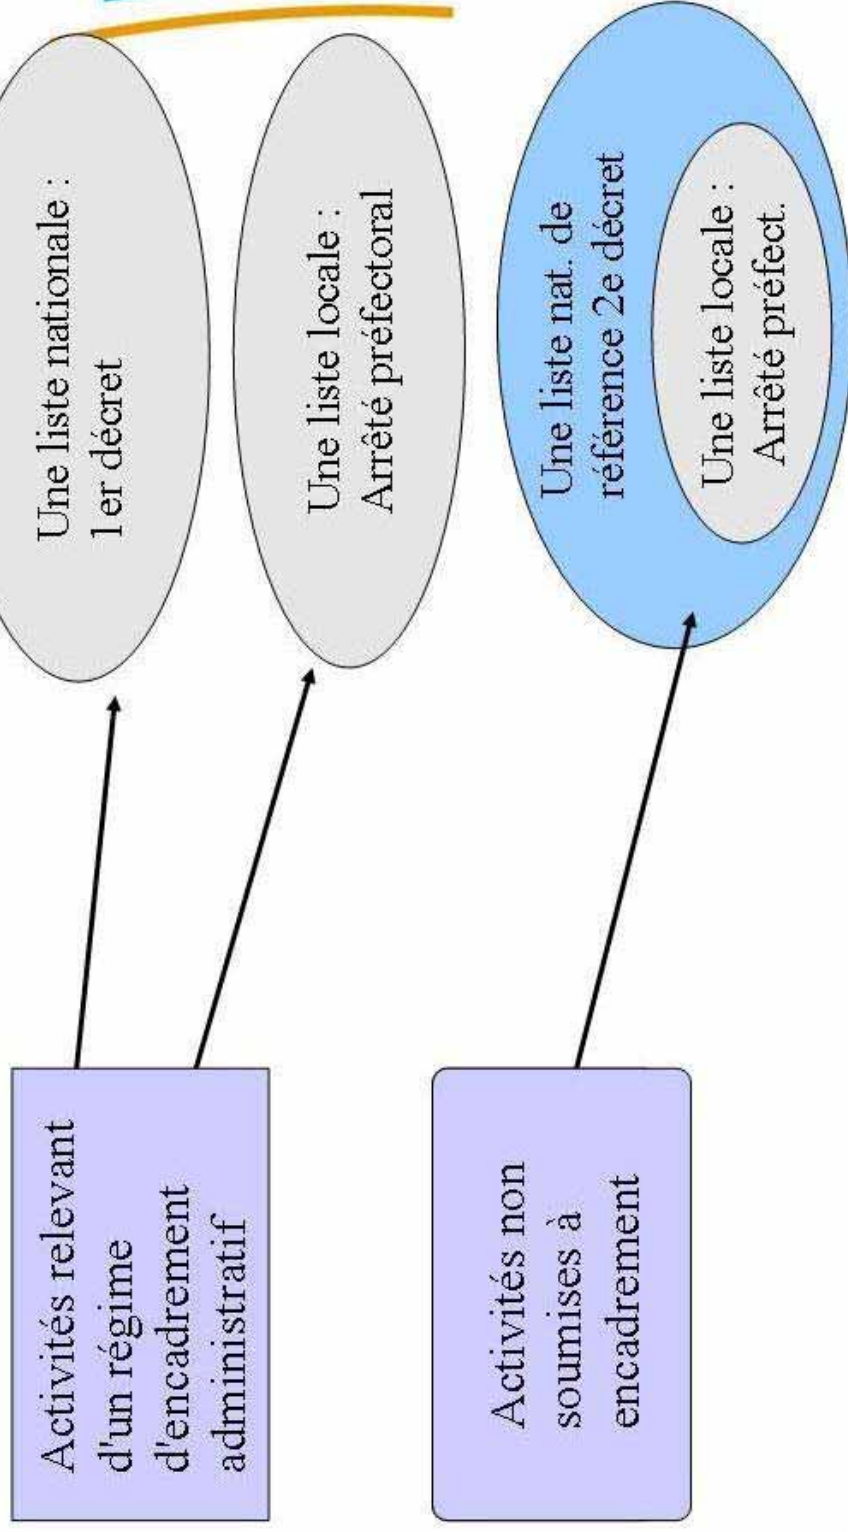 Activités relevant
d'un régime
d'encadrement
administratif
Une liste nationale :
1er décret
Une liste locale :
Arrêté préfectoral
Activités non
soumises à
encadrement
Une liste nat. de
référence 2e décret
Une liste locale :
Arrêté préfect.